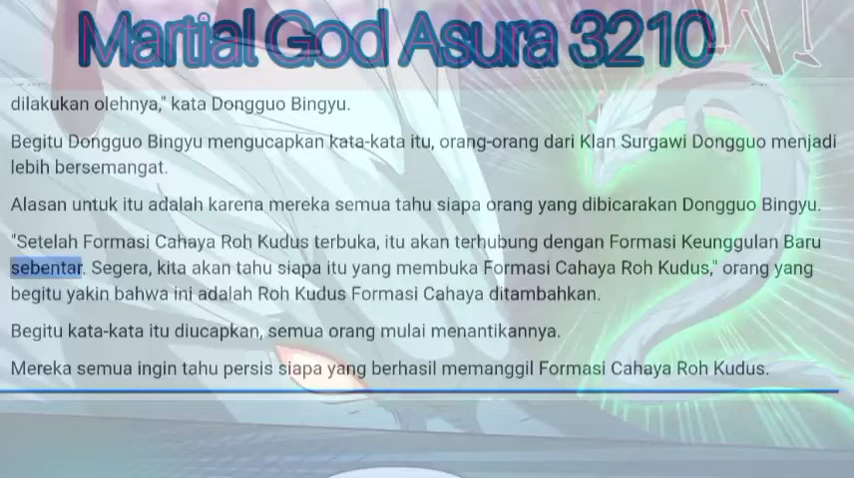 Martial God Asura 3210
dilakukan olehnya," kata Dongguo Bingyu.
Begitu Dongguo Bingyu mengucapkan kata-kata itu, orang-orang dari Klan Surgawi Dongguo menjadi
lebih bersemangat.
Alasan untuk itu adalah karena mereka semua tahu siapa orang yang dibicarakan Dongguo Bingyu.
"Setelah Formasi Cahaya Roh Kudus terbuka, itu akan terhubung dengan Formasi Keunggulan Baru
sebentar. Segera, kita akan tahu siapa itu yang membuka Formasi Cahaya Roh Kudus," orang yang
begitu yakin bahwa ini adalah Roh Kudus Formasi Cahaya ditambahkan.
Begitu kata-kata itu diucapkan, semua orang mulai menantikannya.
Mereka semua ingin tahu persis siapa yang berhasil memanggil Formasi Cahaya Roh Kudus.